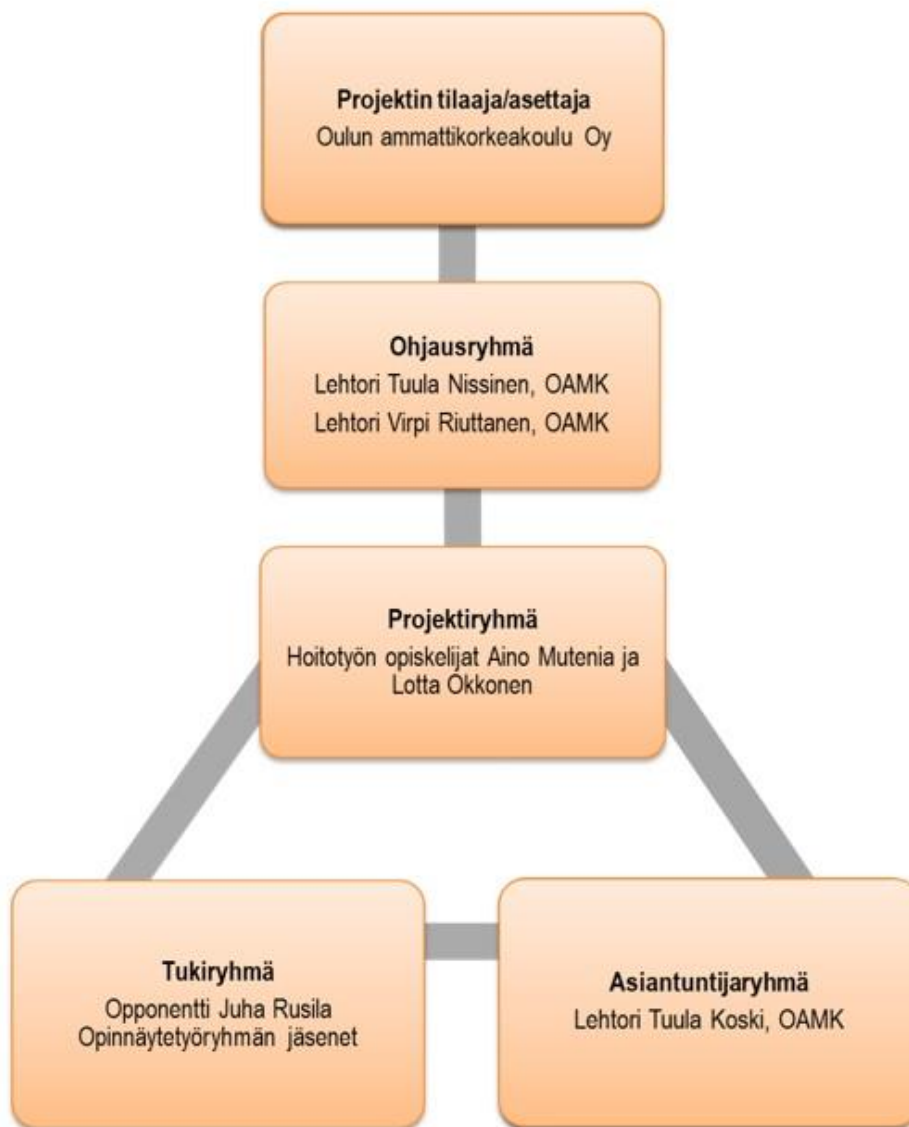 Projektin tilaaja/asettaja
Oulun ammattikorkeakoulu Oy
Ohjausryhmä
Lehtori Tuula Nissinen, OAMK
Lehtori Virpi Riuttanen, OAMK
Projektiryhmä
Hoitotyön opiskelijat Aino Mutenia ja
Lotta Okkonen
Tukiryhmä
Opponentti Juha Rusila
Opinnäytetyöryhmän jäsenet
Asiantuntijaryhmä
Lehtori Tuula Koski, OAMK